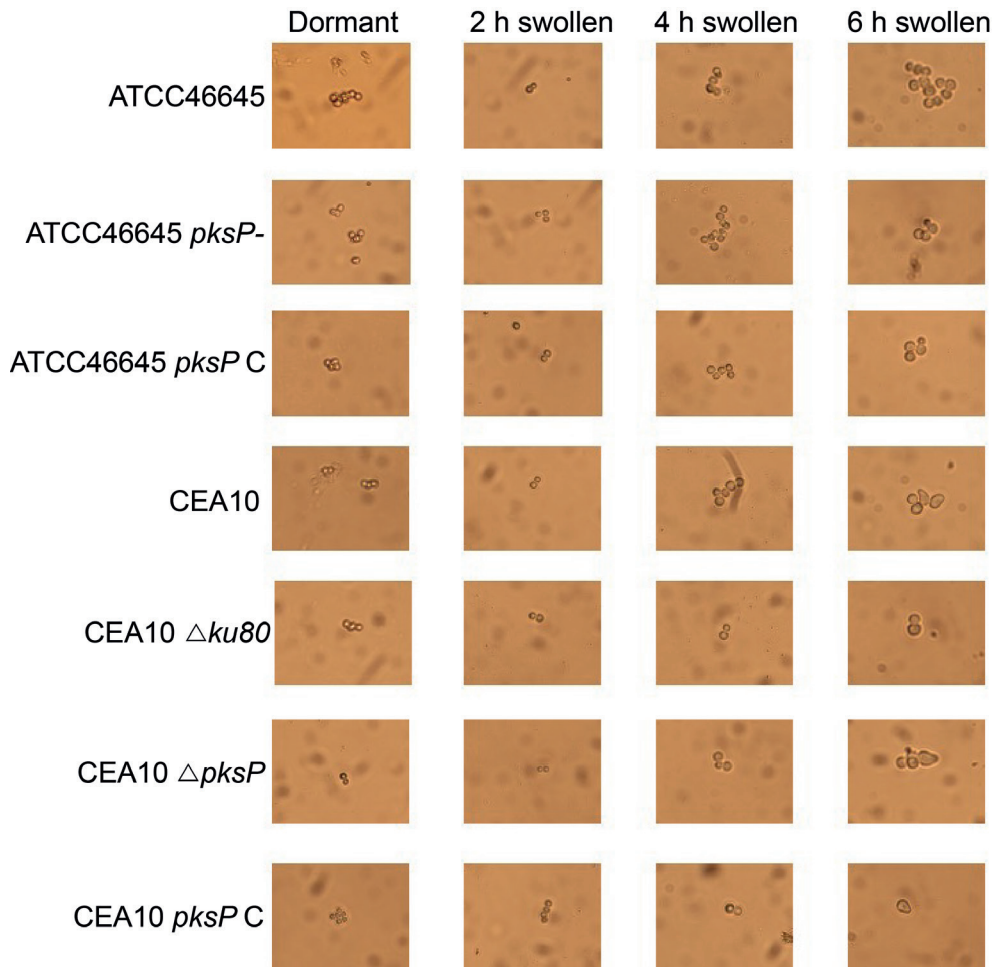 Dormant 2 h swollen 4 h swollen 6 h swollen
ATCC46645
ATCC46645 pksP-
ATCC46645 pksP C
CEA10
CEA10 △ku80
CEA10 △pksP
CEA10 pksP C